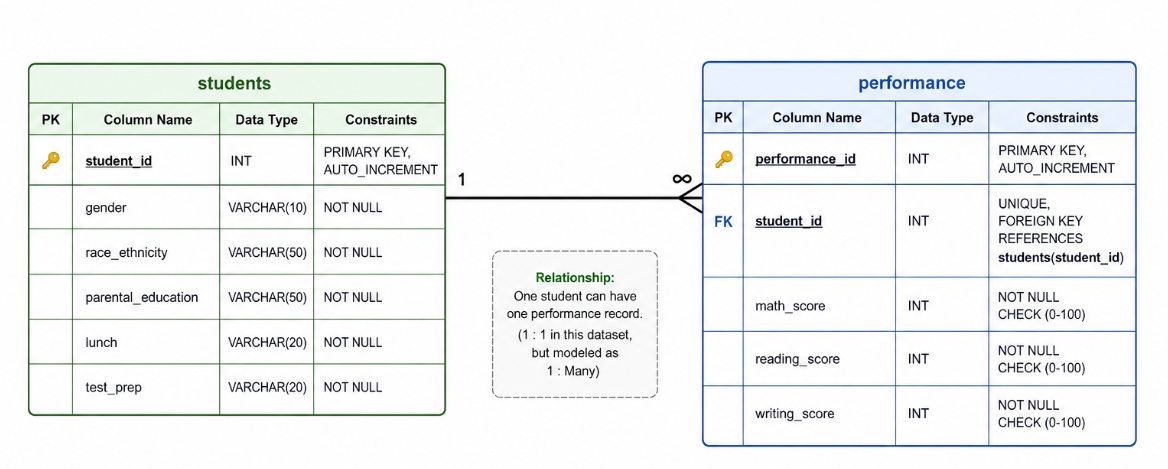 students
PK Column Name Data Type Constraints
student_id INT PRIMARY KEY,
AUTO_INCREMENT
gender VARCHAR(10) NOT NULL
race_ethnicity VARCHAR(50) NOT NULL
parental_education VARCHAR(50) NOT NULL
lunch VARCHAR(20) NOT NULL
test_prep VARCHAR(20) NOT NULL
1 ∞
Relationship:
One student can have
one performance record.
(1 : 1 in this dataset,
but modeled as
1 : Many)
performance
PK Column Name Data Type Constraints
performance_id INT PRIMARY KEY,
AUTO_INCREMENT
FK student_id INT UNIQUE,
FOREIGN KEY
REFERENCES
students(student_id)
math_score INT NOT NULL
CHECK (0-100)
reading_score INT NOT NULL
CHECK (0-100)
writing_score INT NOT NULL
CHECK (0-100)